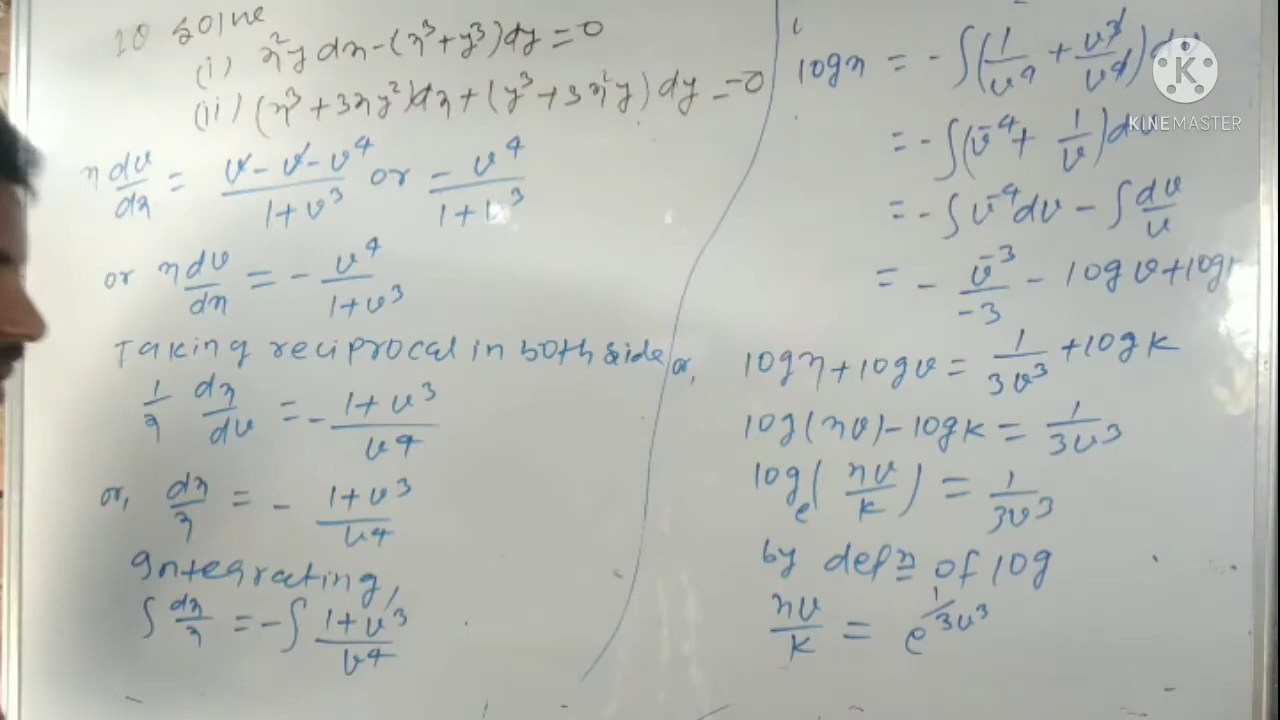 10 solve
(i) x²y dx - (x³+y³) dy = 0
(ii) (x³ + 3xy²) dx + (y³ + 3x²y) dy = 0
x dv/dx = (v - v - v⁴)/(1+v³) or -v⁴/(1+v³)
or x dv/dx = - v⁴/(1+v³)
Taking reciprocal in both side
1/x dx/dv = - (1+v³)/v⁴
or, dx/x = - (1+v³)/v⁴
Integrating,
∫ dx/x = -∫ (1+v³)/v⁴
log x = -∫(1/v⁴ + v³/v⁴) dv
= -∫(v⁻⁴ + 1/v) dv
= -∫ v⁻⁴ dv - ∫ dv/v
= - v⁻³/-3 - log v + log
or, log x + log v = 1/3v³ + log k
log(xv) - log k = 1/3v³
logₑ(xv/k) = 1/3v³
by defn of log
xv/k = e^1/3v³
KINEMASTER